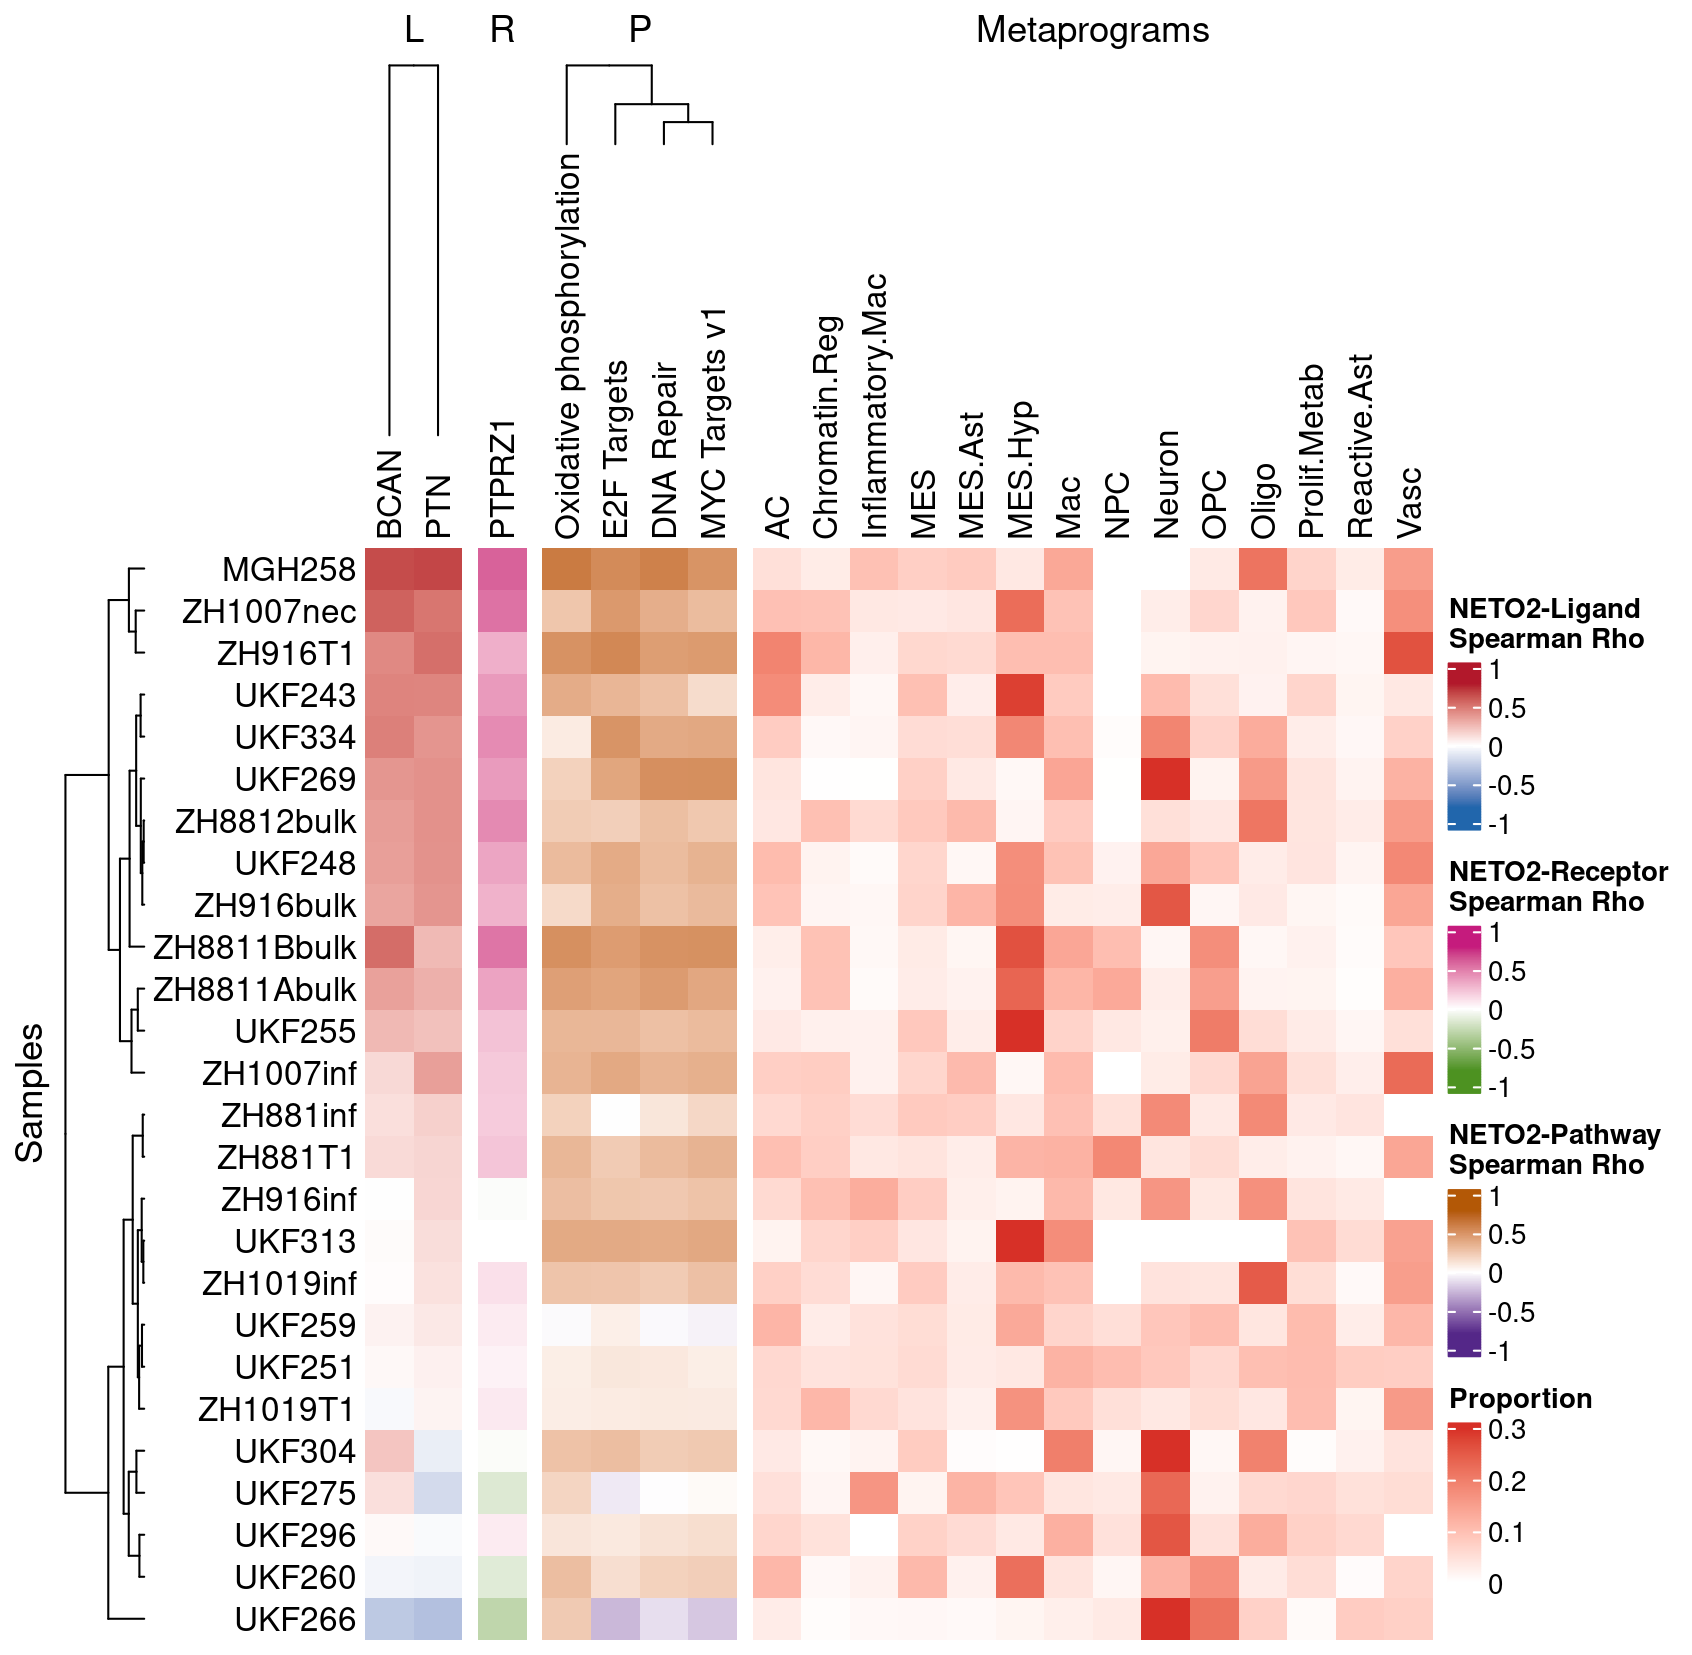 L R P Metaprograms
BCAN
PTN
PTPRZ1
Oxidative phosphorylation
E2F Targets
DNA Repair
MYC Targets v1
AC
Chromatin.Reg
Inflammatory.Mac
MES
MES.Ast
MES.Hyp
Mac
NPC
Neuron
OPC
Oligo
Prolif.Metab
Reactive.Ast
Vasc
Samples
MGH258
ZH1007nec
ZH916T1
UKF243
UKF334
UKF269
ZH8812bulk
UKF248
ZH916bulk
ZH8811Bbulk
ZH8811Abulk
UKF255
ZH1007inf
ZH881inf
ZH881T1
ZH916inf
UKF313
ZH1019inf
UKF259
UKF251
ZH1019T1
UKF304
UKF275
UKF296
UKF260
UKF266
NETO2-Ligand
Spearman Rho
1
0.5
0
-0.5
-1
NETO2-Receptor
Spearman Rho
1
0.5
0
-0.5
-1
NETO2-Pathway
Spearman Rho
1
0.5
0
-0.5
-1
Proportion
0.3
0.2
0.1
0